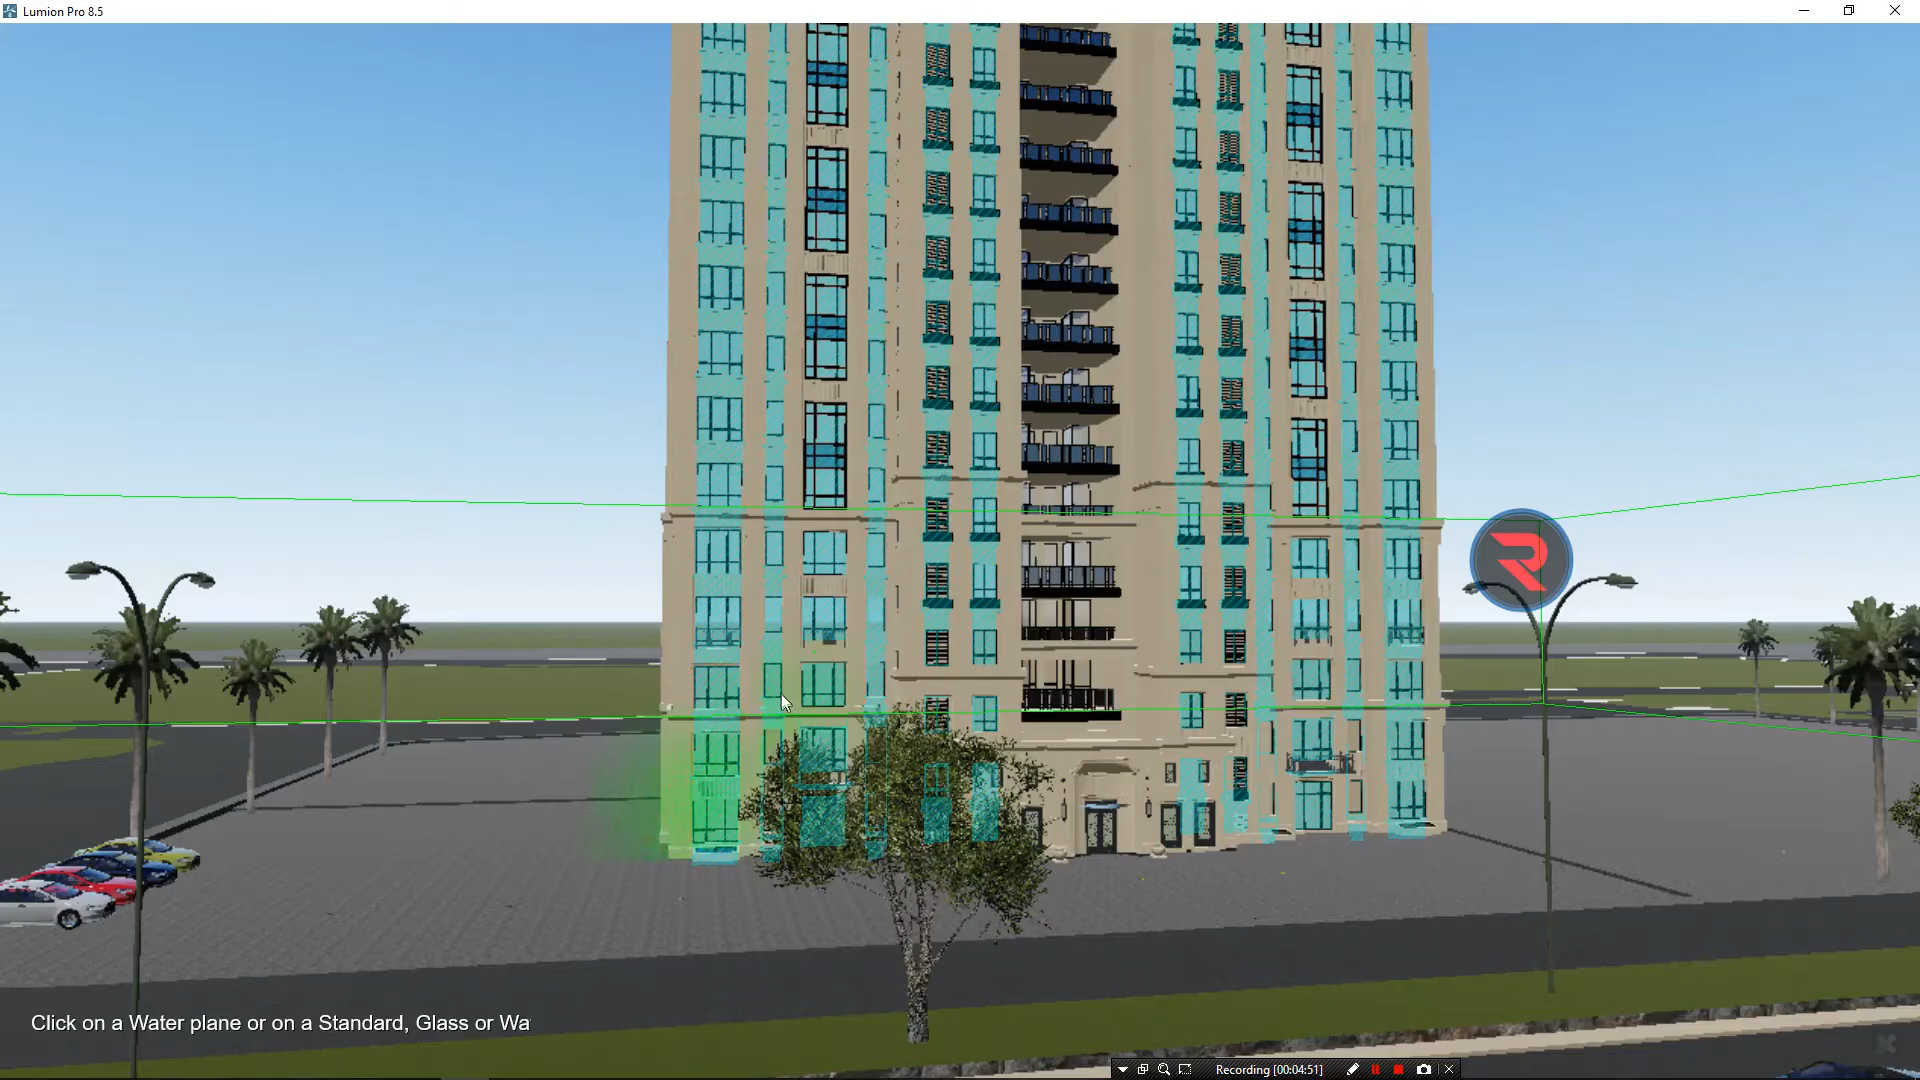 Lumion Pro 8.5
Click on a Water plane or on a Standard, Glass or Wa
Recording [00:04:51]